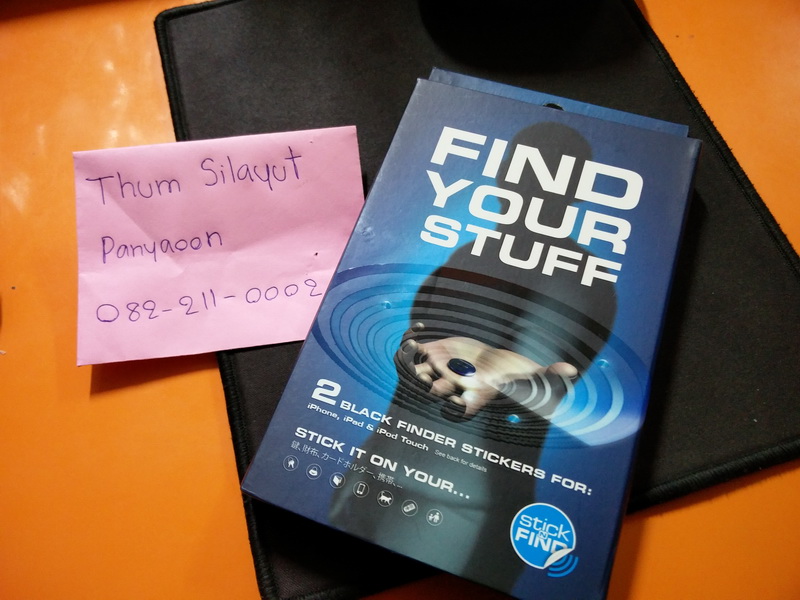 Thum Silayut
Panyaoon
082-211-0002
FIND
YOUR
STUFF
2 BLACK FINDER STICKERS FOR:
iPhone, iPad & iPod Touch See back for details
STICK IT ON YOUR...
鍵、財布、カードホルダー、携帯、...
stick
N
FIND